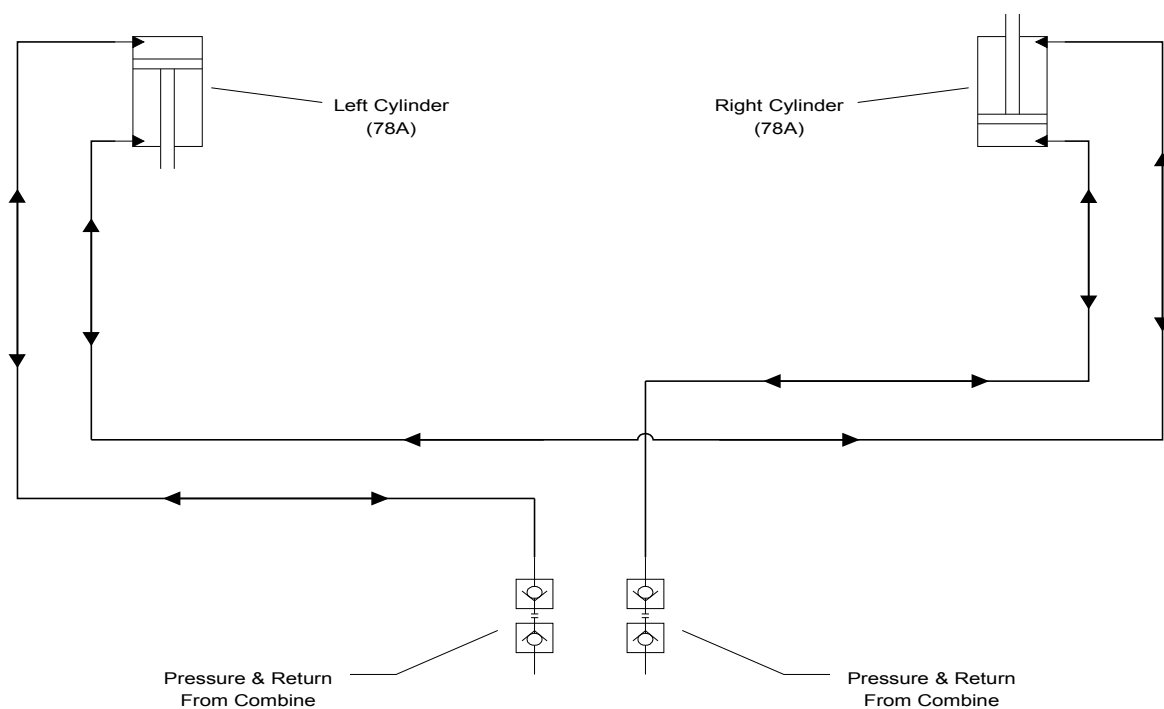 Left Cylinder
(78A)
Right Cylinder
(78A)
Pressure & Return
From Combine
Pressure & Return
From Combine